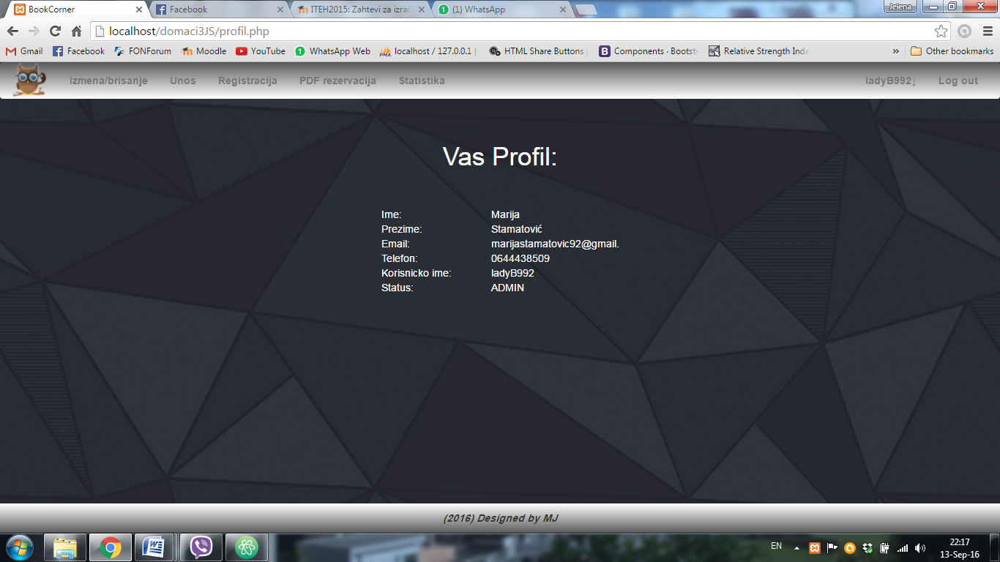 BookCorner
Facebook
ITEH2015: Zahtevi za izrad
(1) WhatsApp
Jelena
localhost/domaci3JS/profil.php
Gmail
Facebook
FONForum
Moodle
YouTube
WhatsApp Web
localhost / 127.0.0.1 |
HTML Share Buttons |
Components · Bootstr
Relative Strength Inde
»
Other bookmarks
Izmena/brisanje
Unos
Registracija
PDF rezervacija
Statistika
ladyB992↓
Log out
Vas Profil:
Ime: Marija
Prezime: Stamatović
Email: marijastamatovic92@gmail.
Telefon: 0644438509
Korisnicko ime: ladyB992
Status: ADMIN
(2016) Designed by MJ
EN
22:17
13-Sep-16